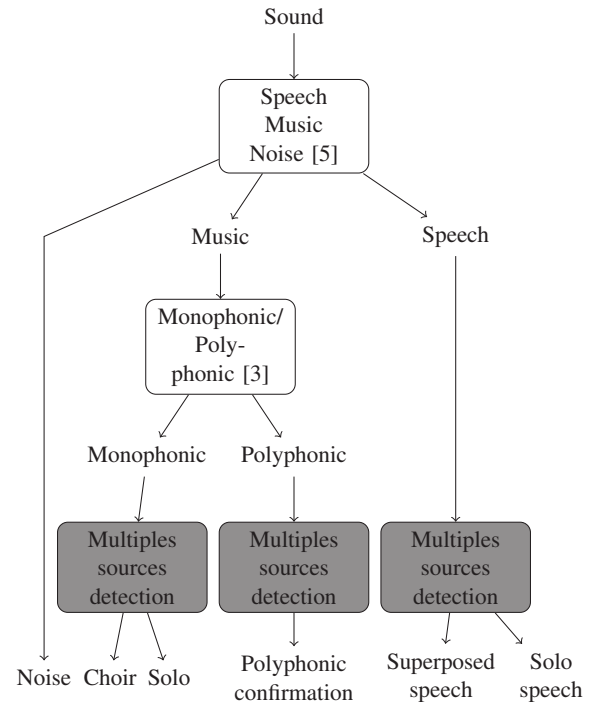 Sound
Speech
Music
Noise [5]
Music
Speech
Monophonic/
Poly-
phonic [3]
Monophonic
Polyphonic
Multiples
sources
detection
Multiples
sources
detection
Multiples
sources
detection
Noise
Choir
Solo
Polyphonic
confirmation
Superposed
speech
Solo
speech